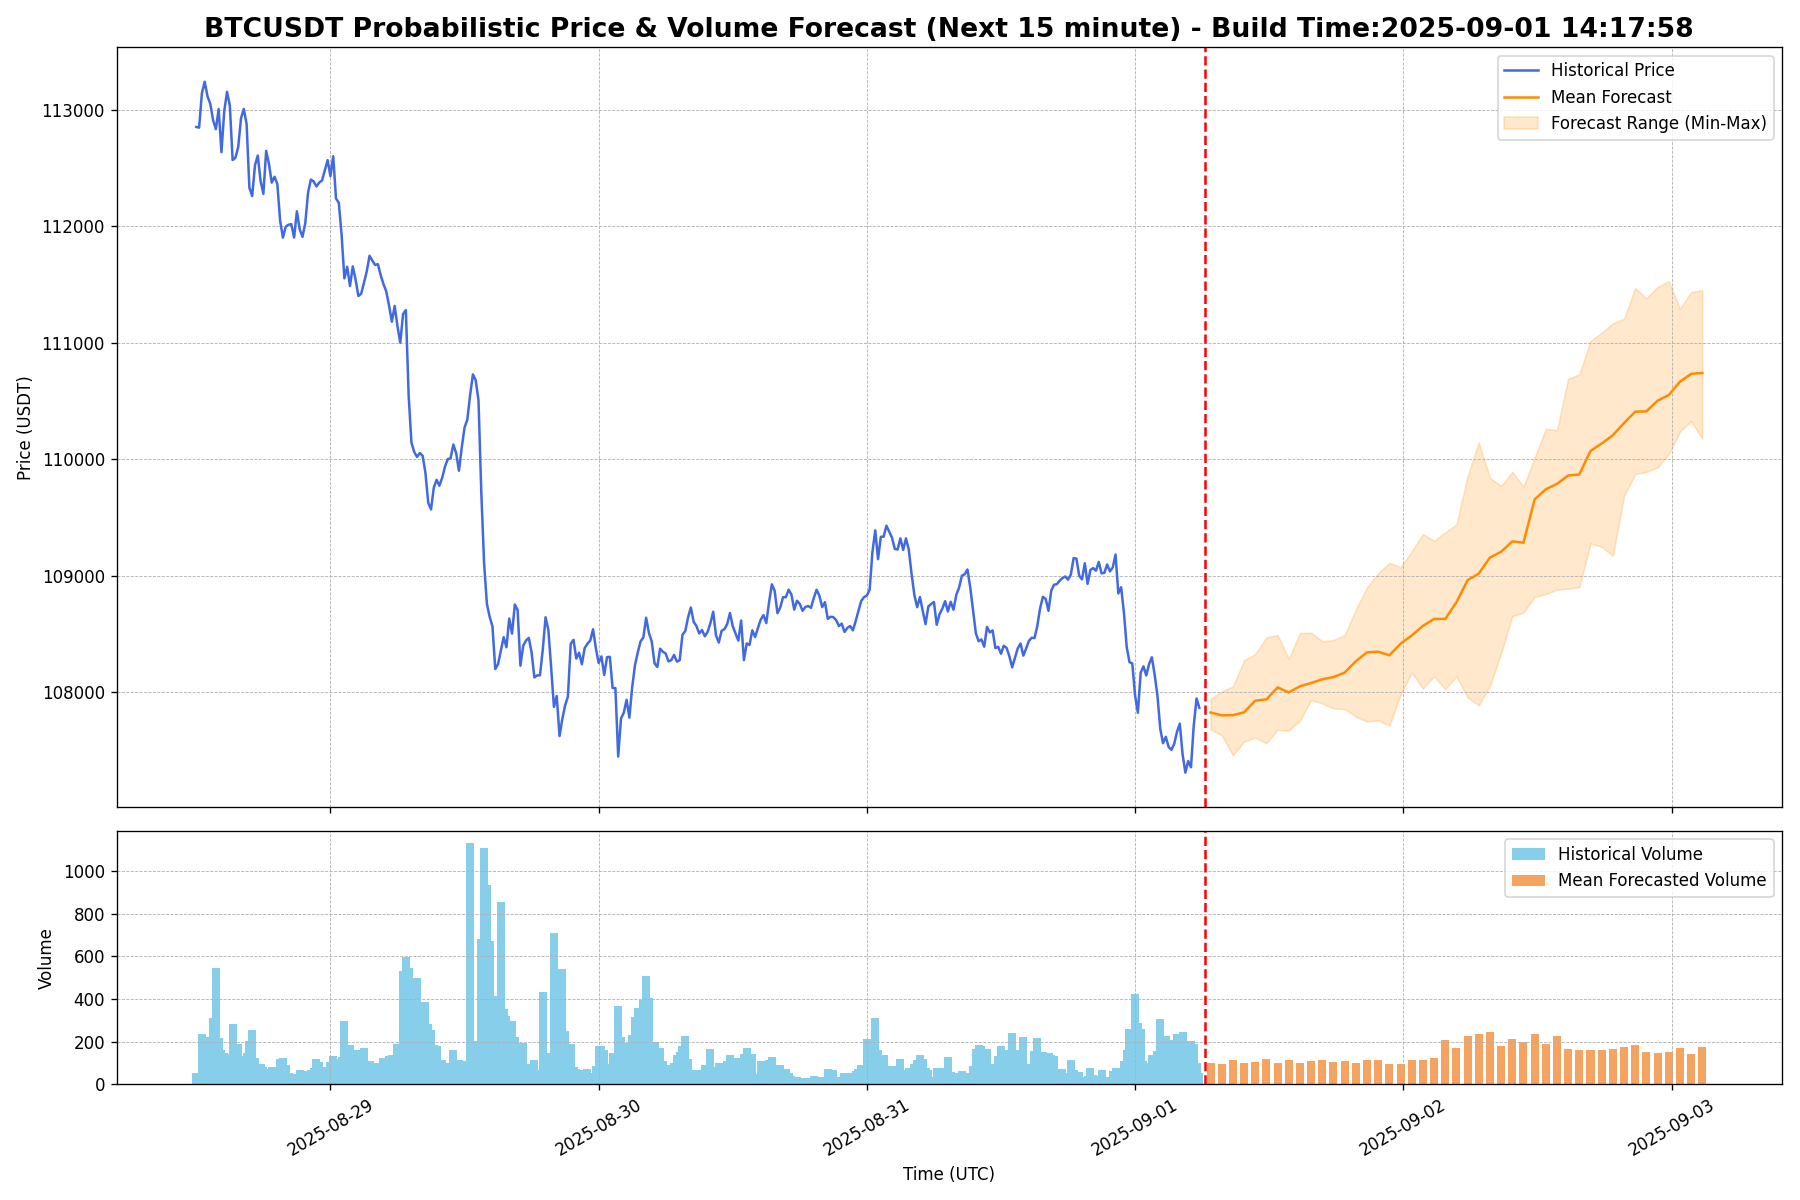 BTCUSDT Probabilistic Price & Volume Forecast (Next 15 minute) - Build Time:2025-09-01 14:17:58
Historical Price
Mean Forecast
Forecast Range (Min-Max)
113000
112000
111000
110000
109000
108000
Price (USDT)
Historical Volume
Mean Forecasted Volume
1000
800
600
400
200
0
Volume
2025-08-29
2025-08-30
2025-08-31
2025-09-01
2025-09-02
2025-09-03
Time (UTC)